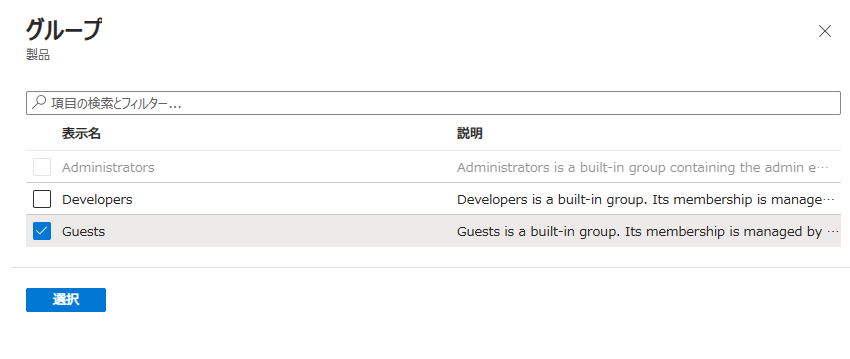 グループ
製品
項目の検索とフィルター...
表示名 説明
Administrators Administrators is a built-in group containing the admin e…
Developers Developers is a built-in group. Its membership is manage…
Guests Guests is a built-in group. Its membership is managed by …
選択